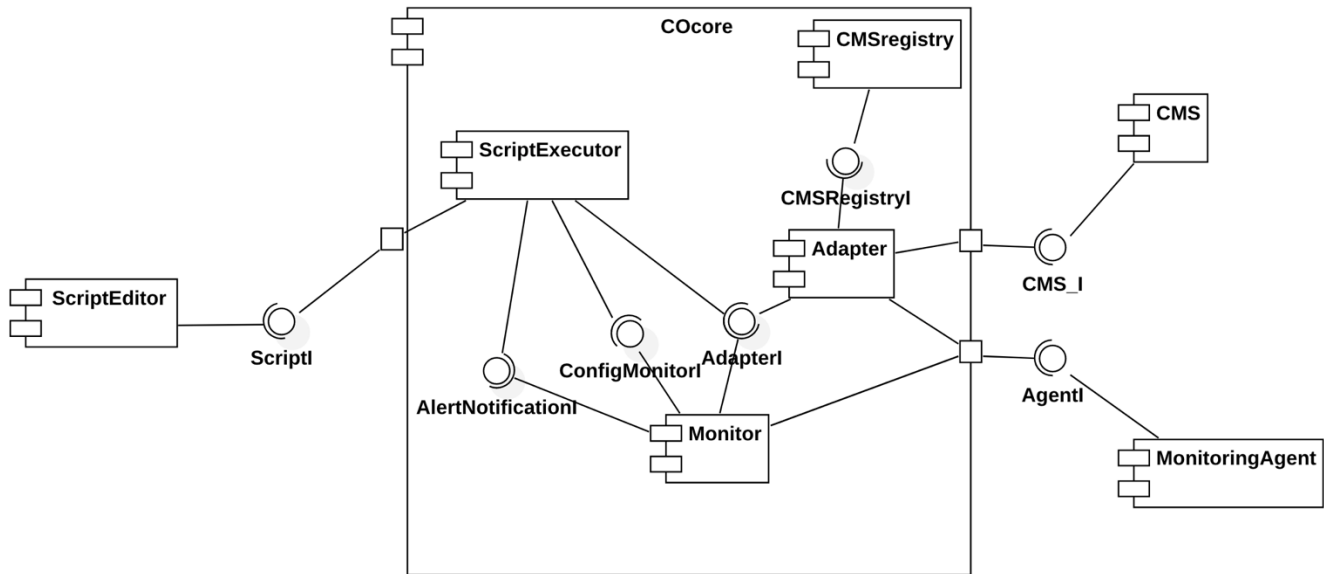 COcore
CMSregistry
CMS
ScriptExecutor
CMSRegistryI
Adapter
CMS_I
ScriptEditor
ScriptI
ConfigMonitorI
AdapterI
AgentI
AlertNotificationI
Monitor
MonitoringAgent